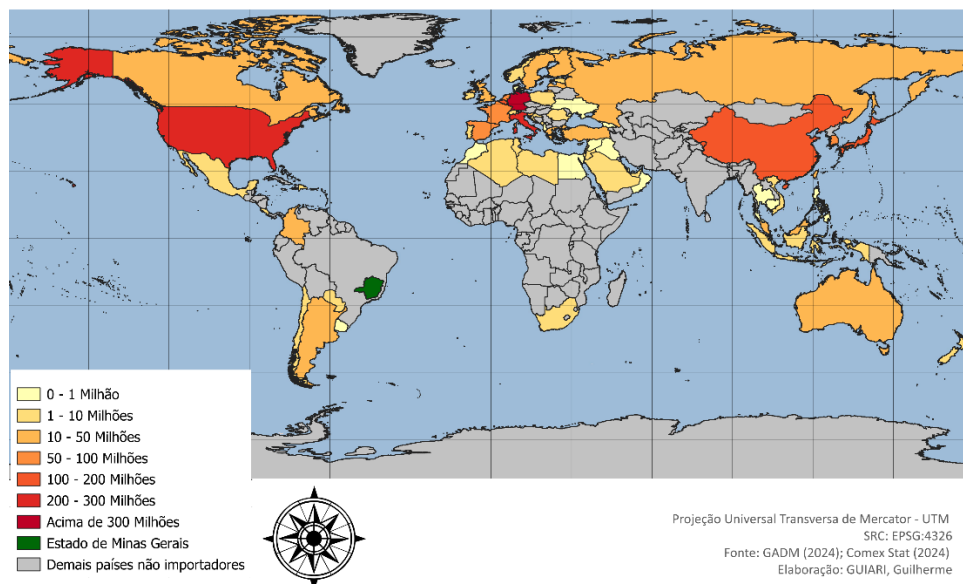 0 - 1 Milhão
1 - 10 Milhões
10 - 50 Milhões
50 - 100 Milhões
100 - 200 Milhões
200 - 300 Milhões
Acima de 300 Milhões
Estado de Minas Gerais
Demais países não importadores
Projeção Universal Transversa de Mercator - UTM
SRC: EPSG:4326
Fonte: GADM (2024); Comex Stat (2024)
Elaboração: GUIARI, Guilherme